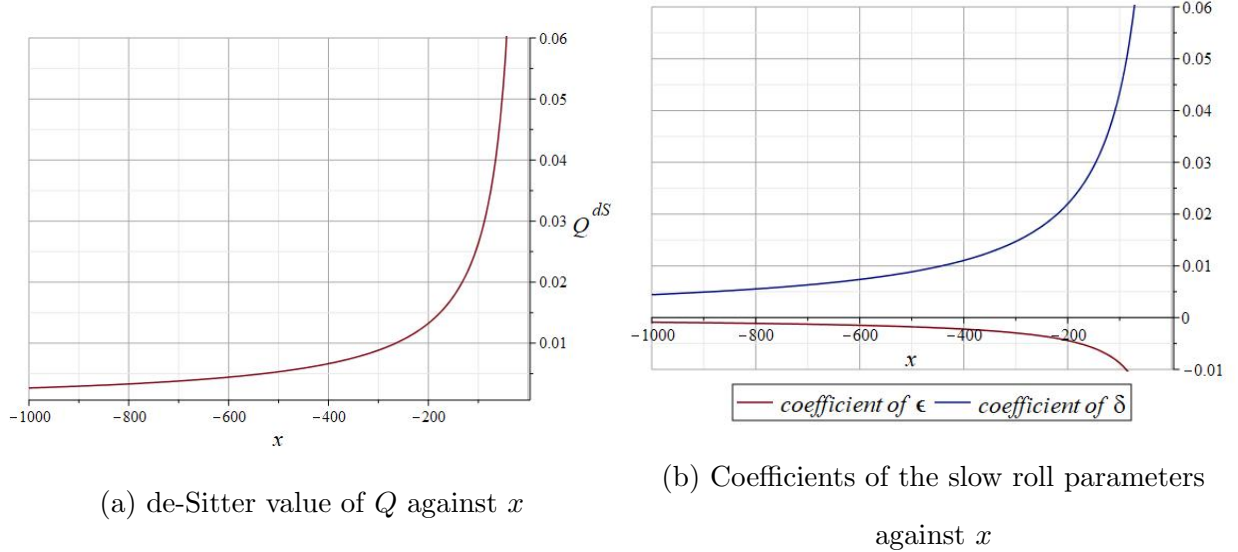 0.06
0.05
0.04
0.03
0.02
0.01
Q^{dS}
−1000 −800 −600 −400 −200
x
(a) de-Sitter value of Q against x
0.06
0.05
0.04
0.03
0.02
0.01
0
−0.01
−1000 −800 −600 −400 −200
x
coefficient of ϵ coefficient of δ
(b) Coefficients of the slow roll parameters
against x